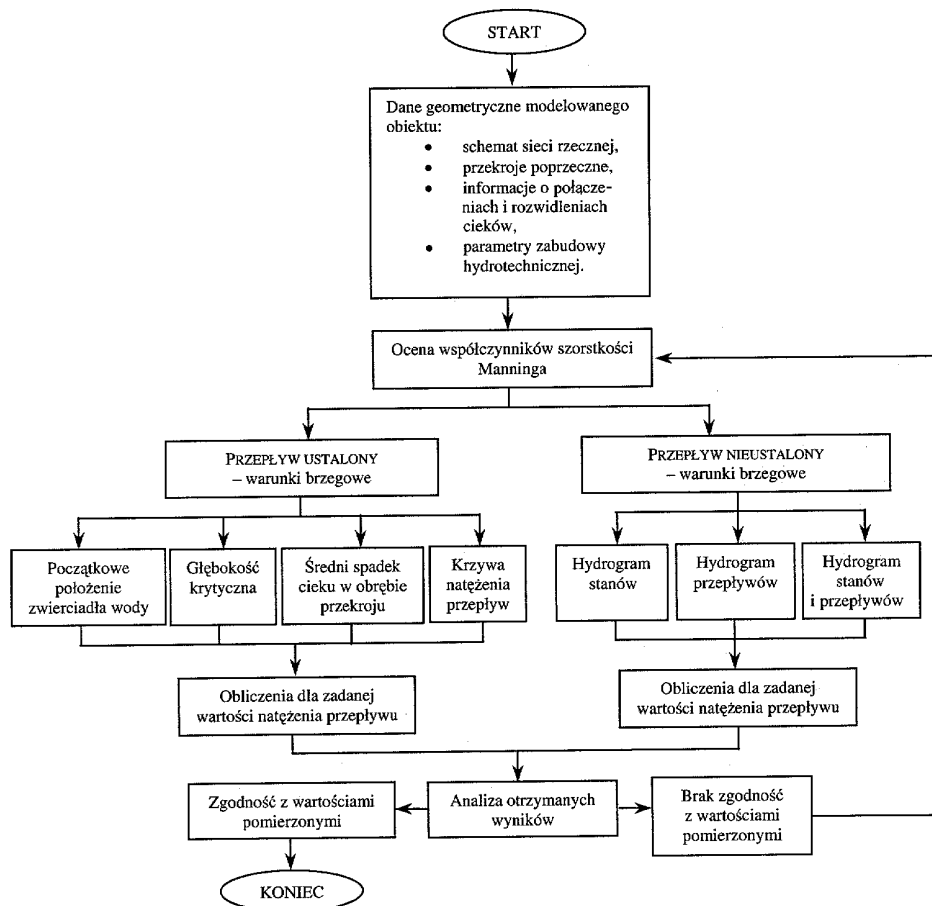 START
Dane geometryczne modelowanego
obiektu:
• schemat sieci rzecznej,
• przekroje poprzeczne,
• informacje o połącze-
niach i rozwidleniach
cieków,
• parametry zabudowy
hydrotechnicznej.
Ocena współczynników szorstkości
Manninga
PRZEPŁYW USTALONY
– warunki brzegowe
PRZEPŁYW NIEUSTALONY
– warunki brzegowe
Początkowe
położenie
zwierciadła wody
Głębokość
krytyczna
Średni spadek
cieku w obrębie
przekroju
Krzywa
natężenia
przepływ
Hydrogram
stanów
Hydrogram
przepływów
Hydrogram
stanów
i przepływów
Obliczenia dla zadanej
wartości natężenia przepływu
Obliczenia dla zadanej
wartości natężenia przepływu
Zgodność z wartościami
pomierzonymi
Analiza otrzymanych
wyników
Brak zgodność
z wartościami
pomierzonymi
KONIEC